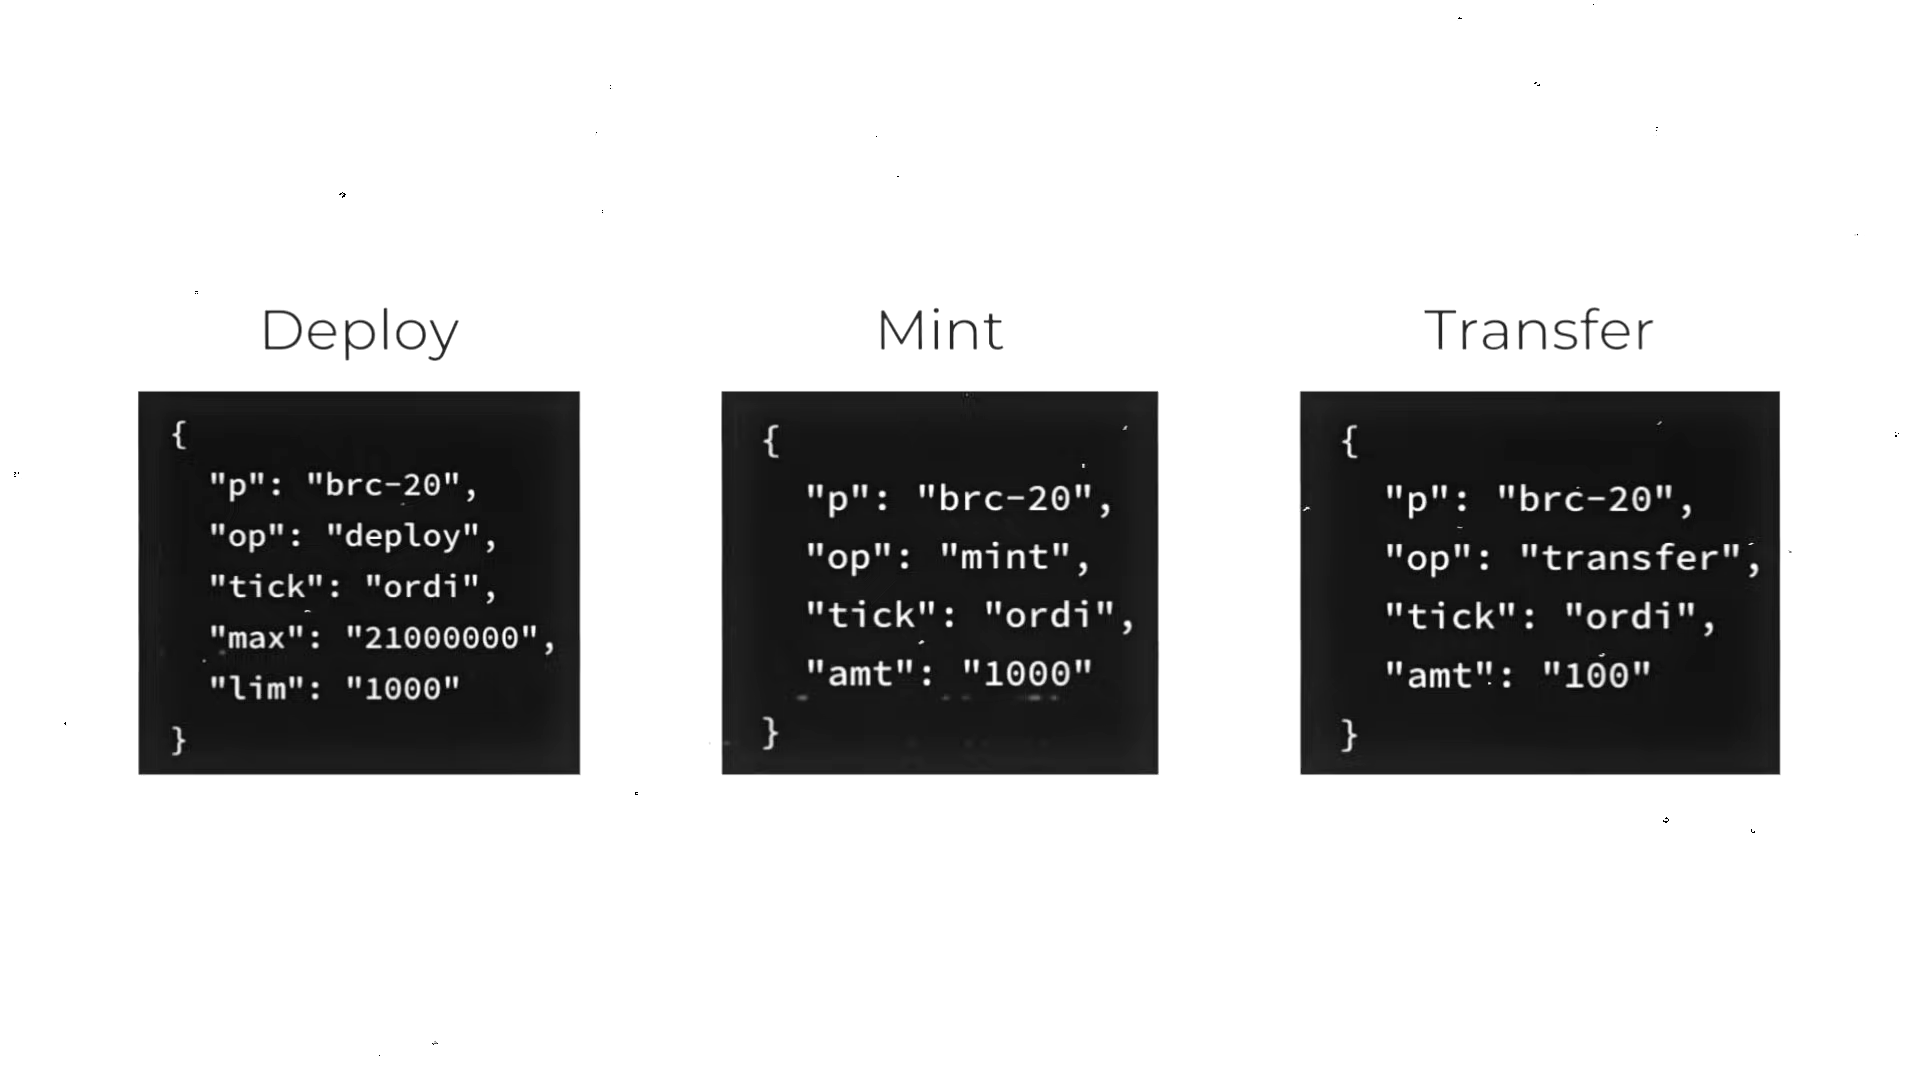 Deploy
{
"p": "brc-20",
"op": "deploy",
"tick": "ordi",
"max": "21000000",
"lim": "1000"
}
Mint
{
"p": "brc-20",
"op": "mint",
"tick": "ordi",
"amt": "1000"
}
Transfer
{
"p": "brc-20",
"op": "transfer",
"tick": "ordi",
"amt": "100"
}